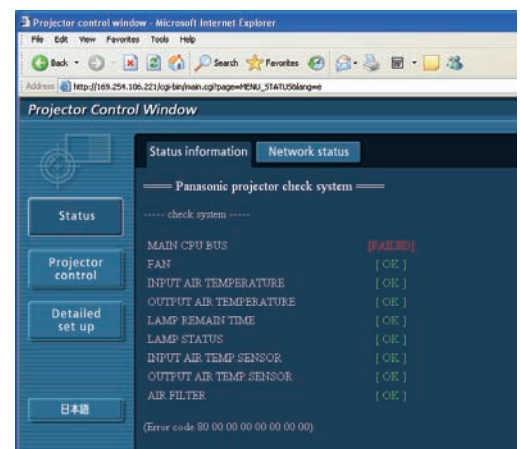 Projector control window - Microsoft Internet Explorer
File Edit View Favorites Tools Help
Back Search Favorites
Address http://169.254.106.221/cgi-bin/main.cgi?page=MENU_STATUS&lang=e
Projector Control Window
Status information Network status
Panasonic projector check system
Status
----- check system -----
MAIN CPU BUS [FAILED]
Projector control
FAN [ OK ]
INPUT AIR TEMPERATURE [ OK ]
OUTPUT AIR TEMPERATURE [ OK ]
Detailed set up
LAMP REMAIN TIME [ OK ]
LAMP STATUS [ OK ]
INPUT AIR TEMP SENSOR [ OK ]
OUTPUT AIR TEMP SENSOR [ OK ]
AIR FILTER [ OK ]
日本語
(Error code 80 00 00 00 00 00 00 00)